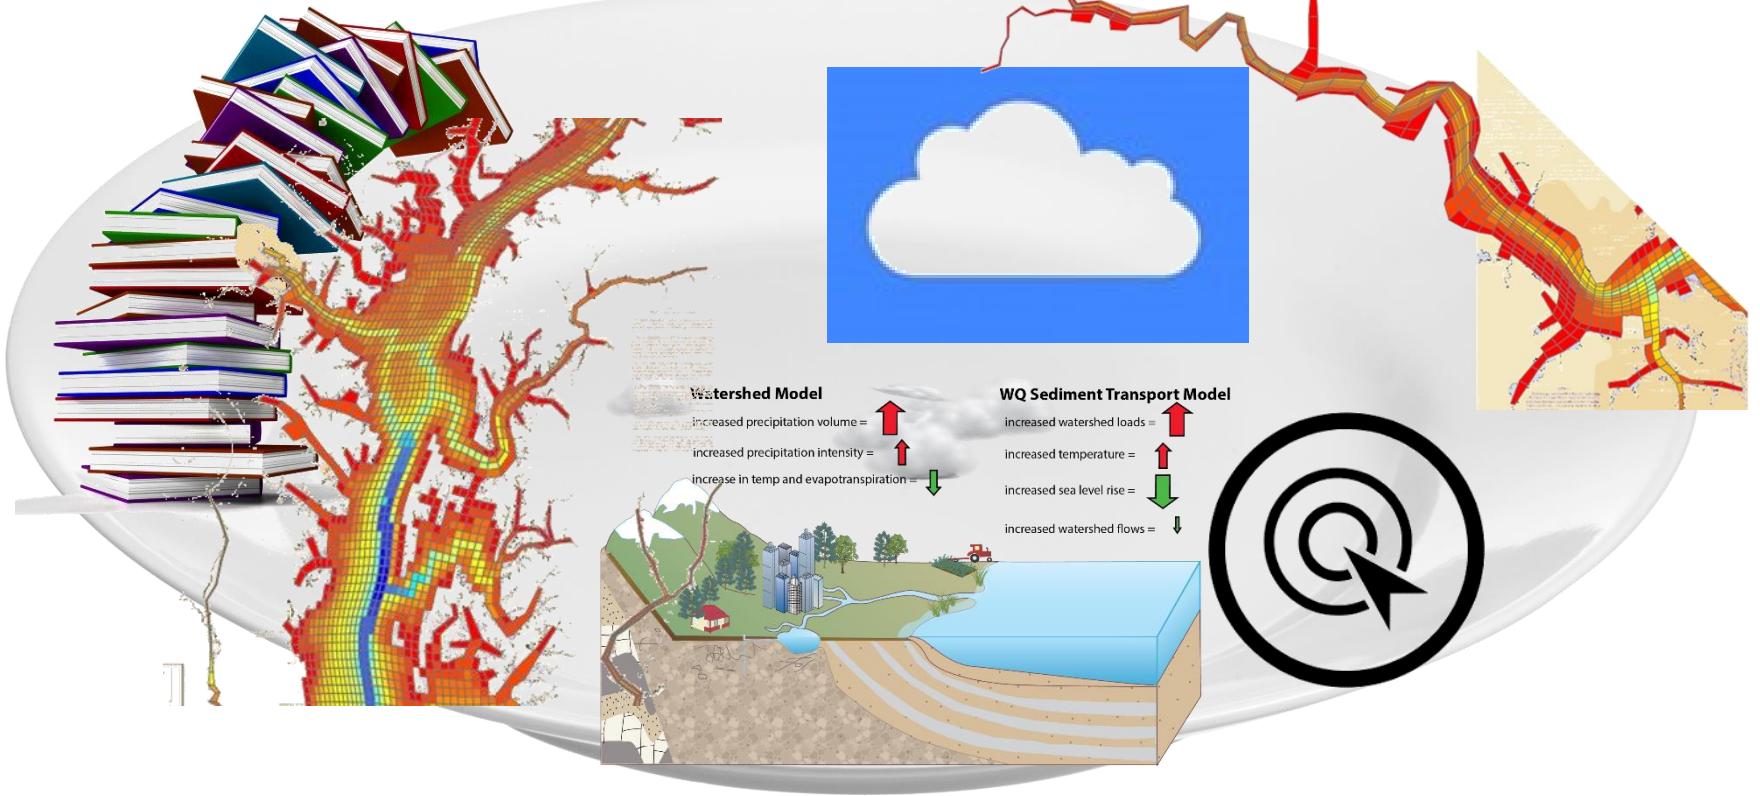 Watershed Model
increased precipitation volume =
increased precipitation intensity =
increase in temp and evapotranspiration =
WQ Sediment Transport Model
increased watershed loads =
increased temperature =
increased sea level rise =
increased watershed flows =